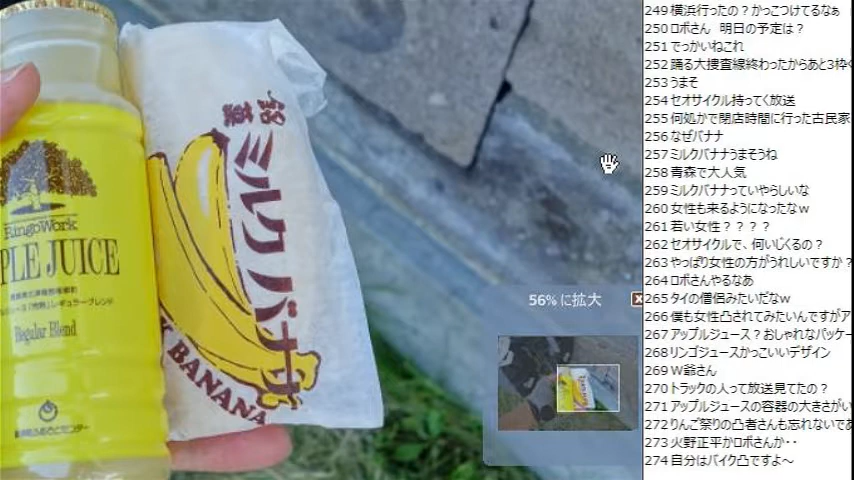 RingoWork
PLE JUICE
Regular Blend
銘菓
ミルクバナナ
K BANANA
56%に拡大
249 横浜行ったの？かっこつけてるなぁ
250 ロボさん　明日の予定は？
251 でっかいねこれ
252 踊る大捜査線終わったからあと3枠く
253 うまそ
254 セオサイクル持ってく放送
255 何処かで閉店時間に行った古民家
256 なぜバナナ
257 ミルクバナナうまそうね
258 青森で大人気
259 ミルクバナナっていやらしいな
260 女性も来るようになったなｗ
261 若い女性？？？？
262 セオサイクルで、何いじくるの？
263 やっぱり女性の方がうれしいですか？
264 ロボさんやるなあ
265 タイの僧侶みたいだなｗ
266 僕も女性凸されてみたいんですがア
267 アップルジュース？おしゃれなパッケー
268 リンゴジュースかっこいいデザイン
269 Ｗ爺さん
270 トラックの人って放送見てたの？
271 アップルジュースの容器の大きさがい
272 りんご祭りの凸者さんも忘れないであ
273 火野正平かロボさんか・・
274 自分はバイク凸ですよ～